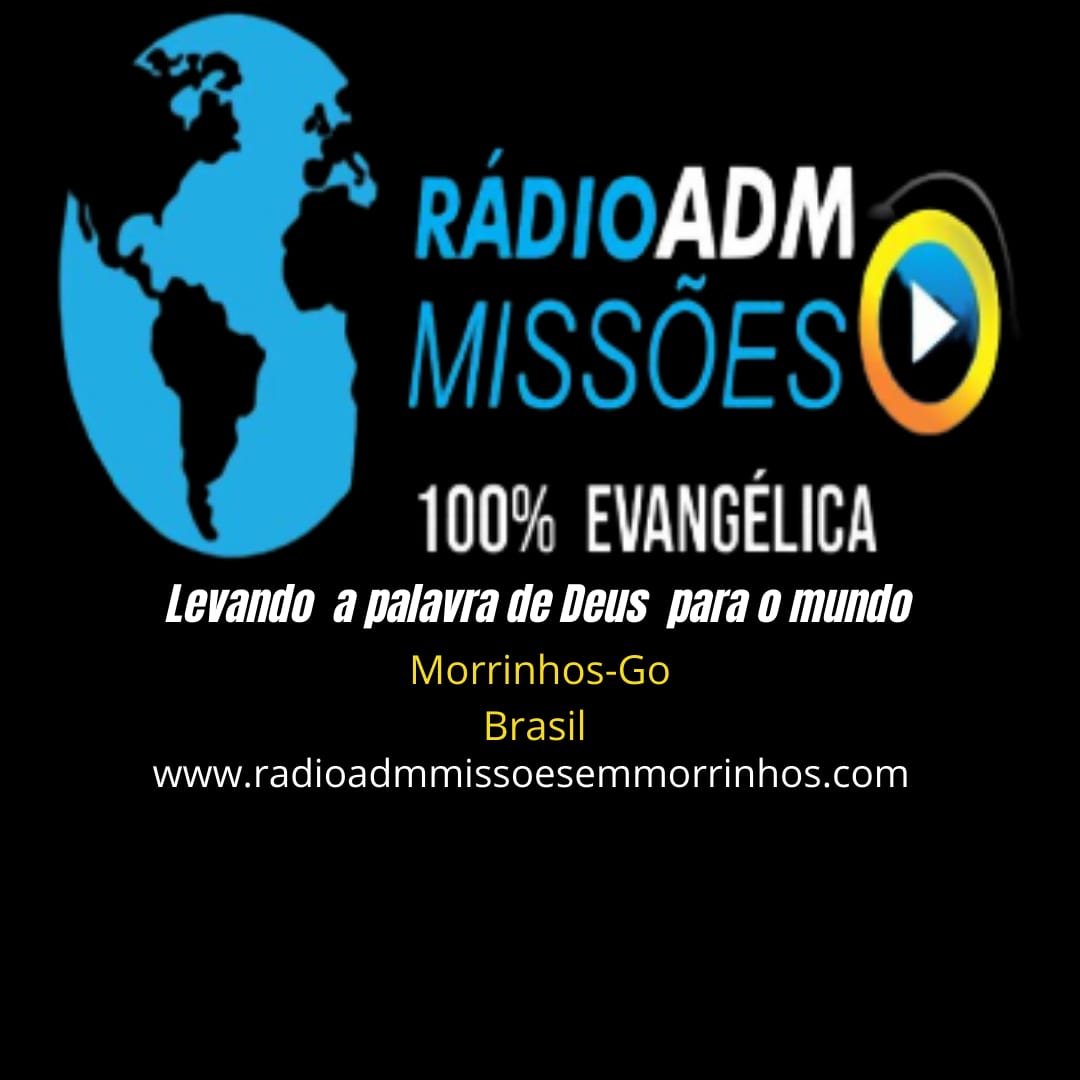 RÁDIOADM
MISSÕES
100% EVANGÉLICA
Levando a palavra de Deus para o mundo
Morrinhos-Go
Brasil
www.radioadmmissoesemmorrinhos.com